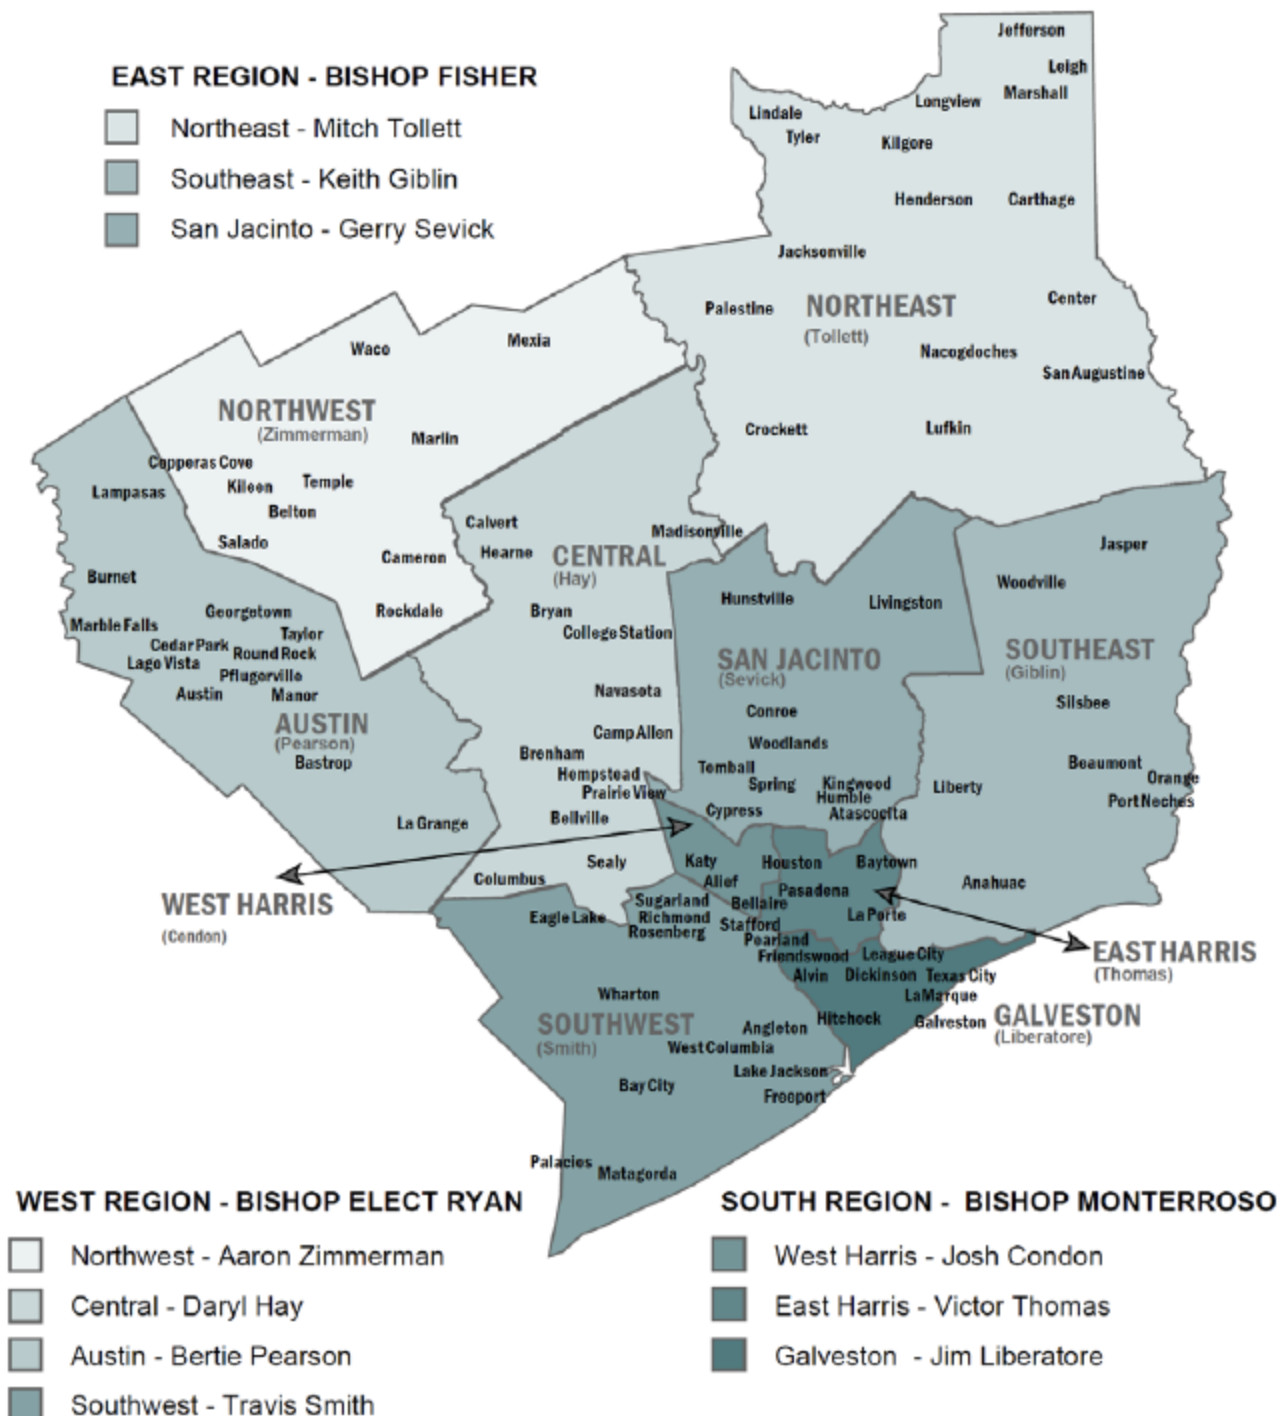 EAST REGION - BISHOP FISHER
Northeast - Mitch Tollett
Southeast - Keith Giblin
San Jacinto - Gerry Sevick
Jefferson
Leigh
Marshall
Longview
Lindale
Tyler
Kilgore
Henderson
Carthage
Jacksonville
Palestine
NORTHEAST
(Tollett)
Center
Nacogdoches
San Augustine
Crockett
Lufkin
Waco
Mexia
NORTHWEST
(Zimmerman)
Marlin
Copperas Cove
Kileen
Temple
Belton
Salado
Cameron
Rockdale
Lampasas
Burnet
Marble Falls
Georgetown
Taylor
Cedar Park
Round Rock
Lago Vista
Pflugerville
Austin
Manor
AUSTIN
(Pearson)
Bastrop
La Grange
Calvert
Hearne
Madisonville
CENTRAL
(Hay)
Bryan
College Station
Navasota
Camp Allen
Brenham
Hempstead
Prairie View
Bellville
Sealy
Columbus
Hunstville
Livingston
SAN JACINTO
(Sevick)
Conroe
Woodlands
Tomball
Spring
Kingwood
Humble
Atascocita
Cypress
Jasper
Woodville
SOUTHEAST
(Giblin)
Silsbee
Beaumont
Orange
Port Neches
Liberty
Anahuac
WEST HARRIS
(Condon)
Katy
Alief
Houston
Baytown
Pasadena
Bellaire
La Porte
EAST HARRIS
(Thomas)
Sugarland
Richmond
Rosenberg
Stafford
Eagle Lake
Pearland
Friendswood
League City
Alvin
Dickinson
Texas City
LaMarque
Hitchock
Galveston
GALVESTON
(Liberatore)
Wharton
SOUTHWEST
(Smith)
Angleton
West Columbia
Lake Jackson
Bay City
Freeport
Palacios
Matagorda
WEST REGION - BISHOP ELECT RYAN
Northwest - Aaron Zimmerman
Central - Daryl Hay
Austin - Bertie Pearson
Southwest - Travis Smith
SOUTH REGION - BISHOP MONTERROSO
West Harris - Josh Condon
East Harris - Victor Thomas
Galveston - Jim Liberatore